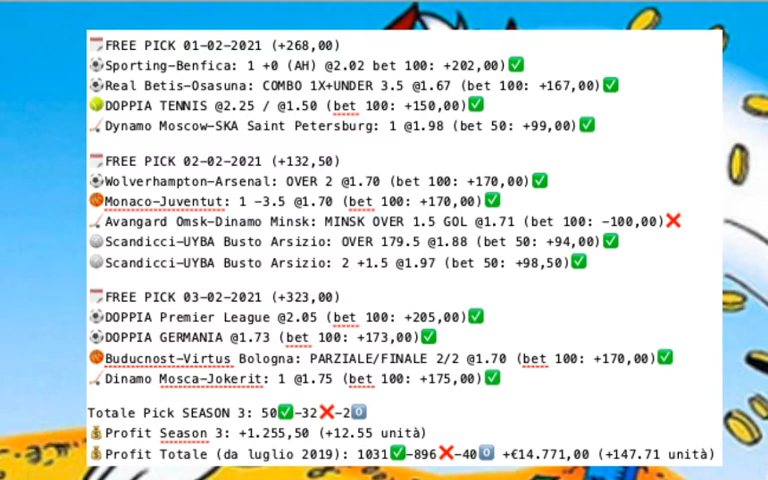 FREE PICK 01-02-2021 (+268,00)
Sporting-Benfica: 1 +0 (AH) @2.02 bet 100: +202,00)✅
Real Betis-Osasuna: COMBO 1X+UNDER 3.5 @1.67 (bet 100: +167,00)✅
DOPPIA TENNIS @2.25 / @1.50 (bet 100: +150,00)✅
Dynamo Moscow-SKA Saint Petersburg: 1 @1.98 (bet 50: +99,00)✅
FREE PICK 02-02-2021 (+132,50)
Wolverhampton-Arsenal: OVER 2 @1.70 (bet 100: +170,00)✅
Monaco-Juventut: 1 -3.5 @1.70 (bet 100: +170,00)✅
Avangard Omsk-Dinamo Minsk: MINSK OVER 1.5 GOL @1.71 (bet 100: -100,00)❌
Scandicci-UYBA Busto Arsizio: OVER 179.5 @1.88 (bet 50: +94,00)✅
Scandicci-UYBA Busto Arsizio: 2 +1.5 @1.97 (bet 50: +98,50)✅
FREE PICK 03-02-2021 (+323,00)
DOPPIA Premier League @2.05 (bet 100: +205,00)✅
DOPPIA GERMANIA @1.73 (bet 100: +173,00)✅
Buducnost-Virtus Bologna: PARZIALE/FINALE 2/2 @1.70 (bet 100: +170,00)✅
Dinamo Mosca-Jokerit: 1 @1.75 (bet 100: +175,00)✅
Totale Pick SEASON 3: 50✅-32❌-20️⃣
Profit Season 3: +1.255,50 (+12.55 unità)
Profit Totale (da luglio 2019): 1031✅-896❌-400️⃣ +€14.771,00 (+147.71 unità)